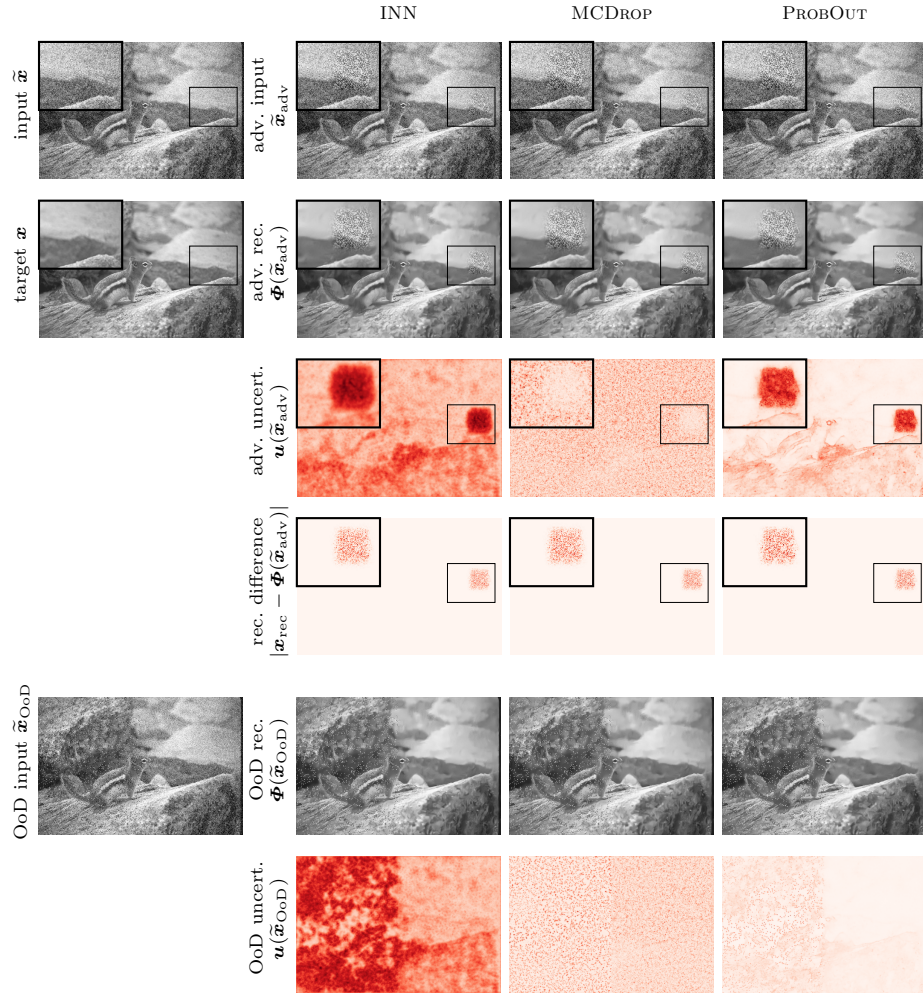 INN MCDROP PROBOUT
input x̃
adv. input
x̃adv
target x
adv. rec.
Φ(x̃adv)
adv. uncert.
u(x̃adv)
rec. difference
|xrec − Φ(x̃adv)|
OoD input x̃OoD
OoD rec.
Φ(x̃OoD)
OoD uncert.
u(x̃OoD)